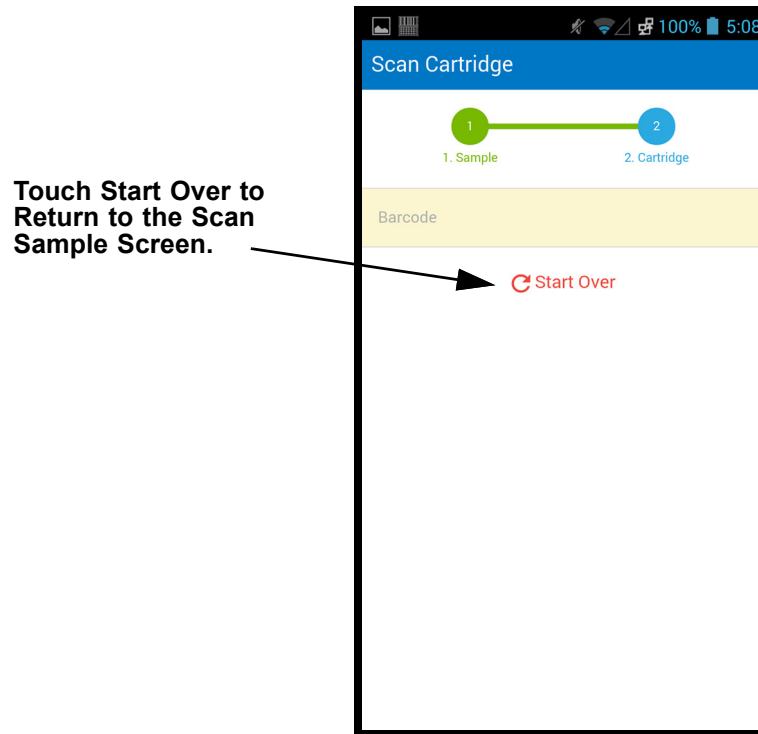 100% 5:08
Scan Cartridge
1 2
1. Sample 2. Cartridge
Touch Start Over to
Return to the Scan
Sample Screen.
Barcode
Start Over